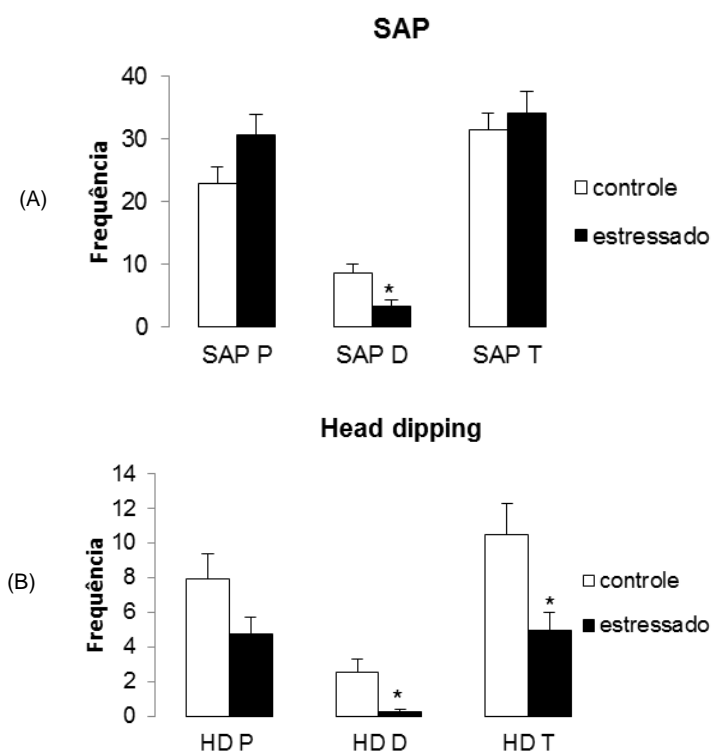 SAP
(A)
Frequência
40
30
20
10
0
*
SAP P
SAP D
SAP T
controle
estressado
Head dipping
(B)
Frequência
14
12
10
8
6
4
2
0
*
*
HD P
HD D
HD T
controle
estressado